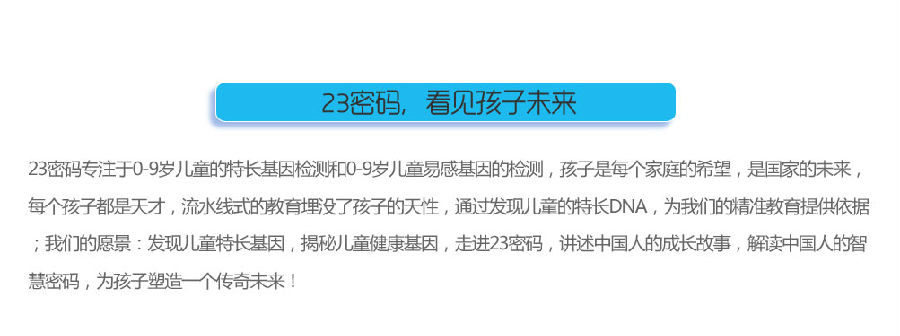 23密码，看见孩子未来
23密码专注于0-9岁儿童的特长基因检测和0-9岁儿童易感基因的检测，孩子是每个家庭的希望，是国家的未来，
每个孩子都是天才，流水线式的教育埋没了孩子的天性，通过发现儿童的特长DNA，为我们的精准教育提供依据
；我们的愿景：发现儿童特长基因，揭秘儿童健康基因，走进23密码，讲述中国人的成长故事，解读中国人的智
慧密码，为孩子塑造一个传奇未来！